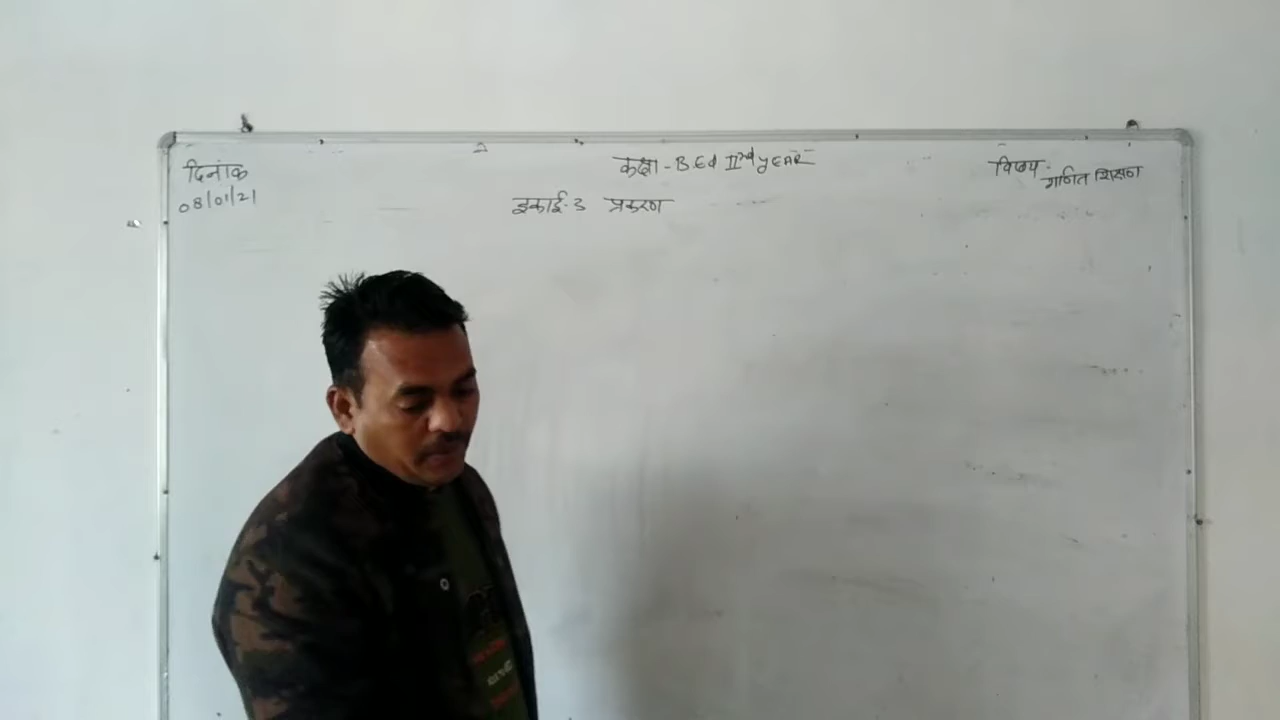 दिनांक
08/01/21
कक्षा - B.Ed IInd yEAR
विषय:-
गणित शिक्षण
इकाई-3 प्रकरण